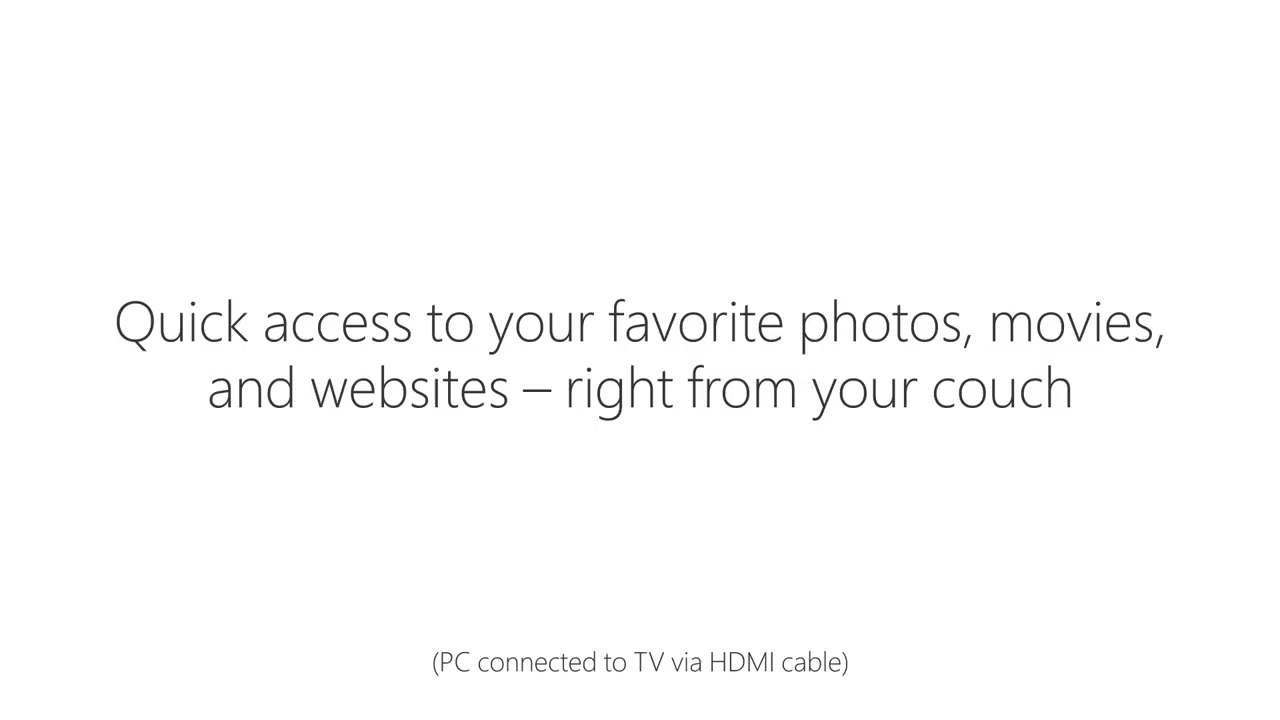 Quick access to your favorite photos, movies,
and websites – right from your couch
(PC connected to TV via HDMI cable)